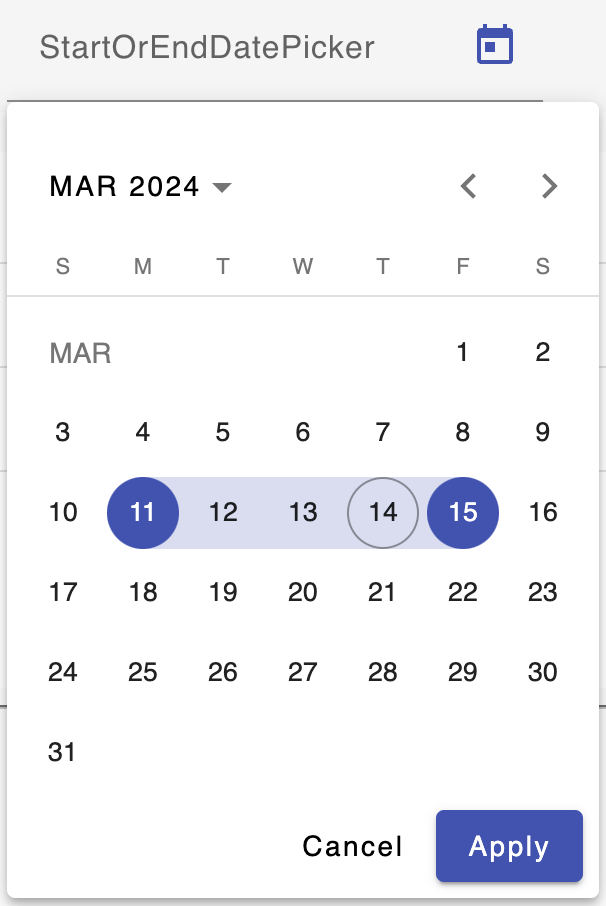 StartOrEndDatePicker
MAR 2024
S M T W T F S
MAR 1 2
3 4 5 6 7 8 9
10 11 12 13 14 15 16
17 18 19 20 21 22 23
24 25 26 27 28 29 30
31
Cancel Apply